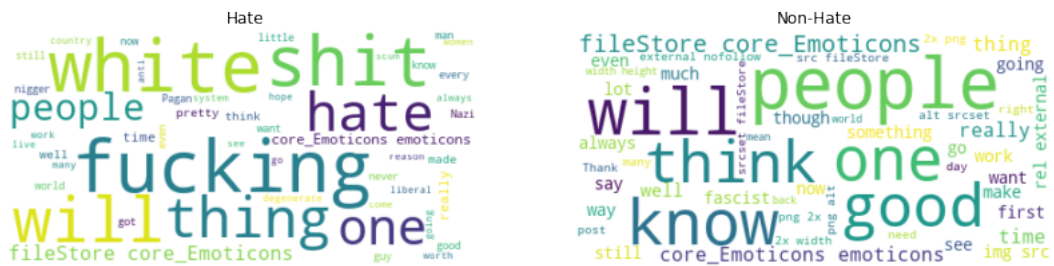 Hate
country now little man women
still
white shit
anti scum know
nigger Pagan system hope every
people pretty think hate always Nazi
work time even want core_Emoticons emoticons
live see
well go reason made
many fucking never
world liberal really
will thing degenerate come one going
got good
fileStore core_Emoticons guy worth
Non-Hate
fileStore core_Emoticons 2x png thing
even external nofollow src fileStore going
width height much people
lot
will though world alt srcset right
always srcset fileStore something really rel external
mean
Thank many think one go work
day
say well fascist now back want
way know png 2x png alt good make first
post need time
2x width see
still core_Emoticons emoticons img src